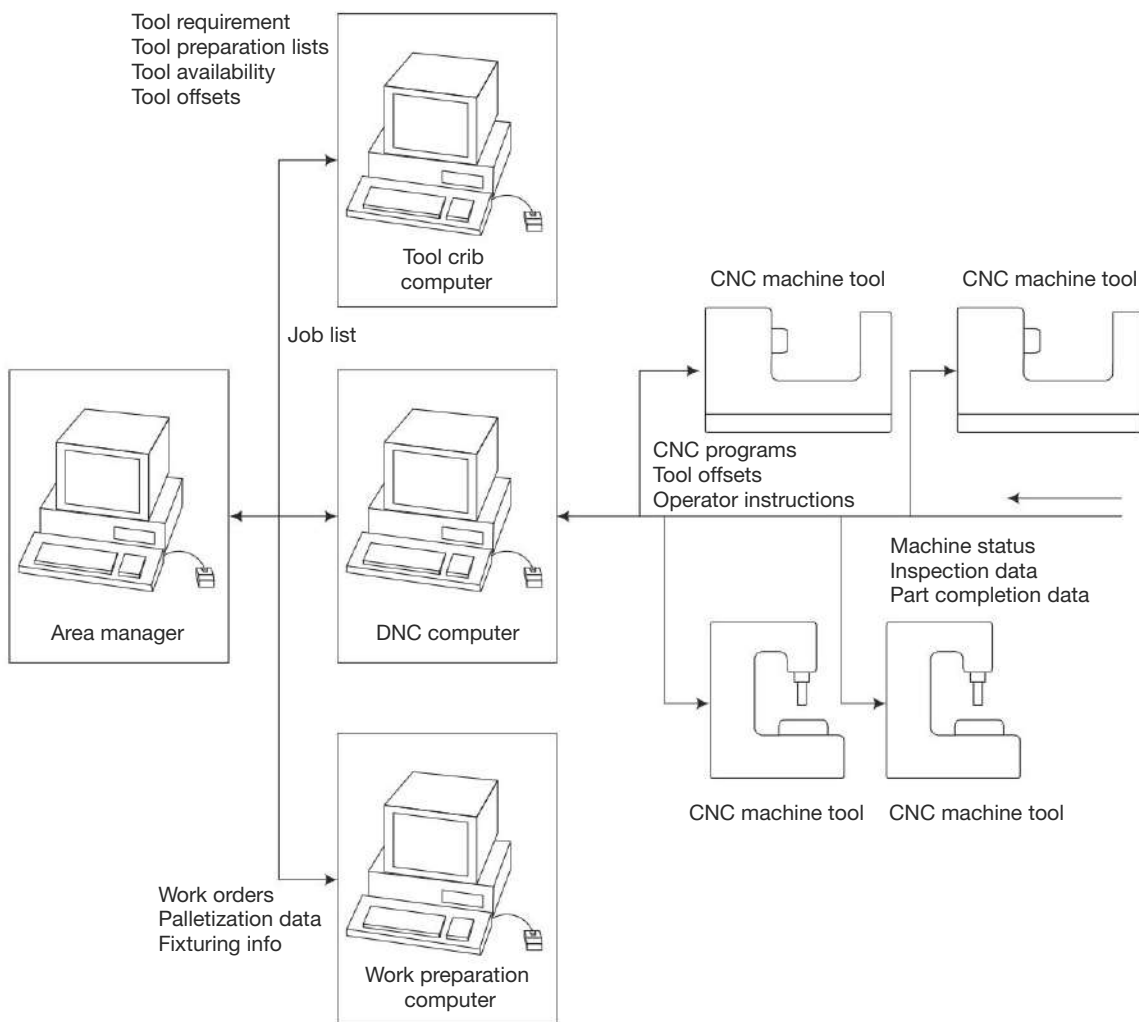 Tool requirement
Tool preparation lists
Tool availability
Tool offsets
Tool crib
computer
CNC machine tool
CNC machine tool
Job list
CNC programs
Tool offsets
Operator instructions
Machine status
Inspection data
Part completion data
Area manager
DNC computer
CNC machine tool
CNC machine tool
Work orders
Palletization data
Fixturing info
Work preparation
computer